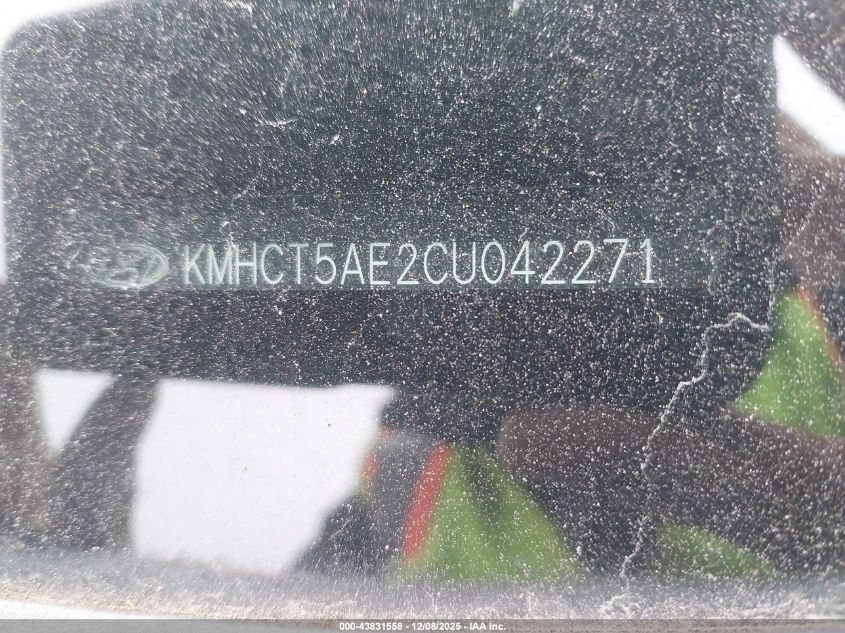 KMHCT5AE2CU042271
000-43831558 - 12/08/2025 - IAA Inc.